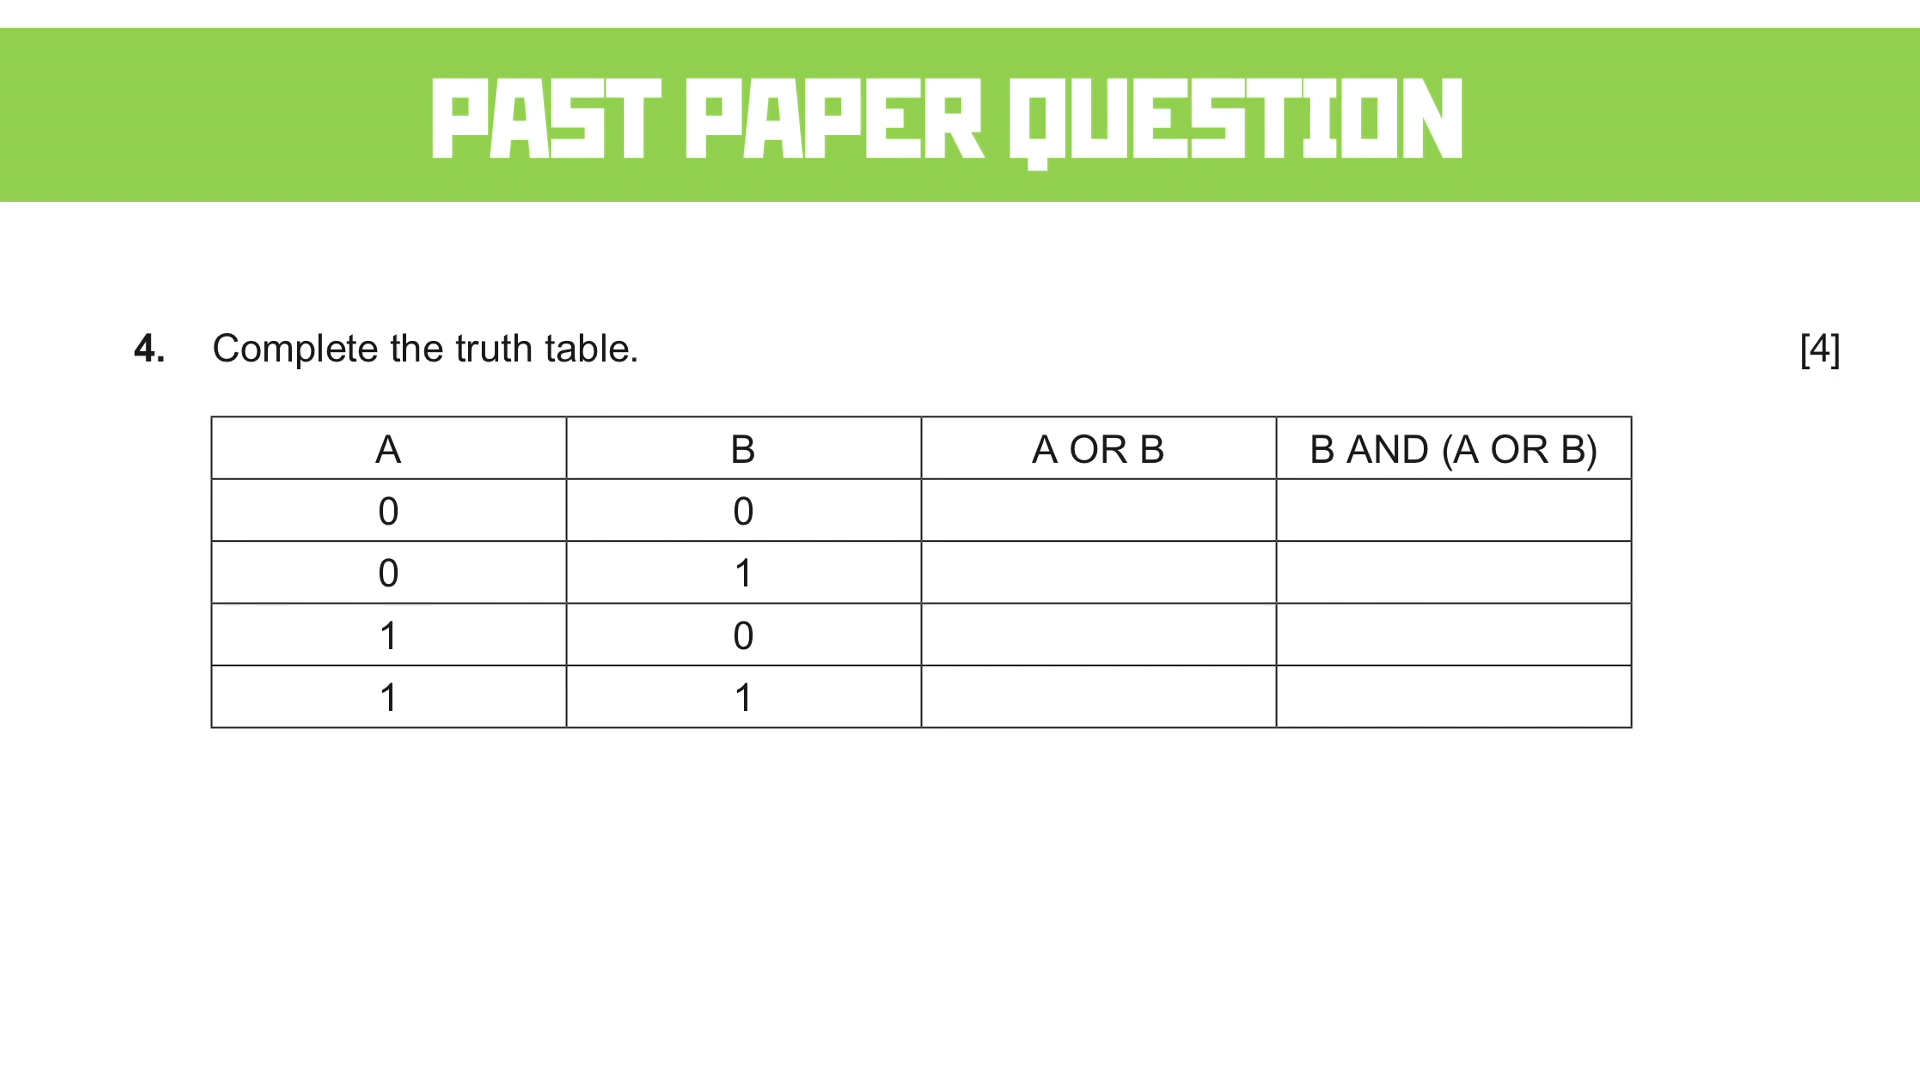 PAST PAPER QUESTION
4. Complete the truth table. [4]
A B A OR B B AND (A OR B)
0 0
0 1
1 0
1 1